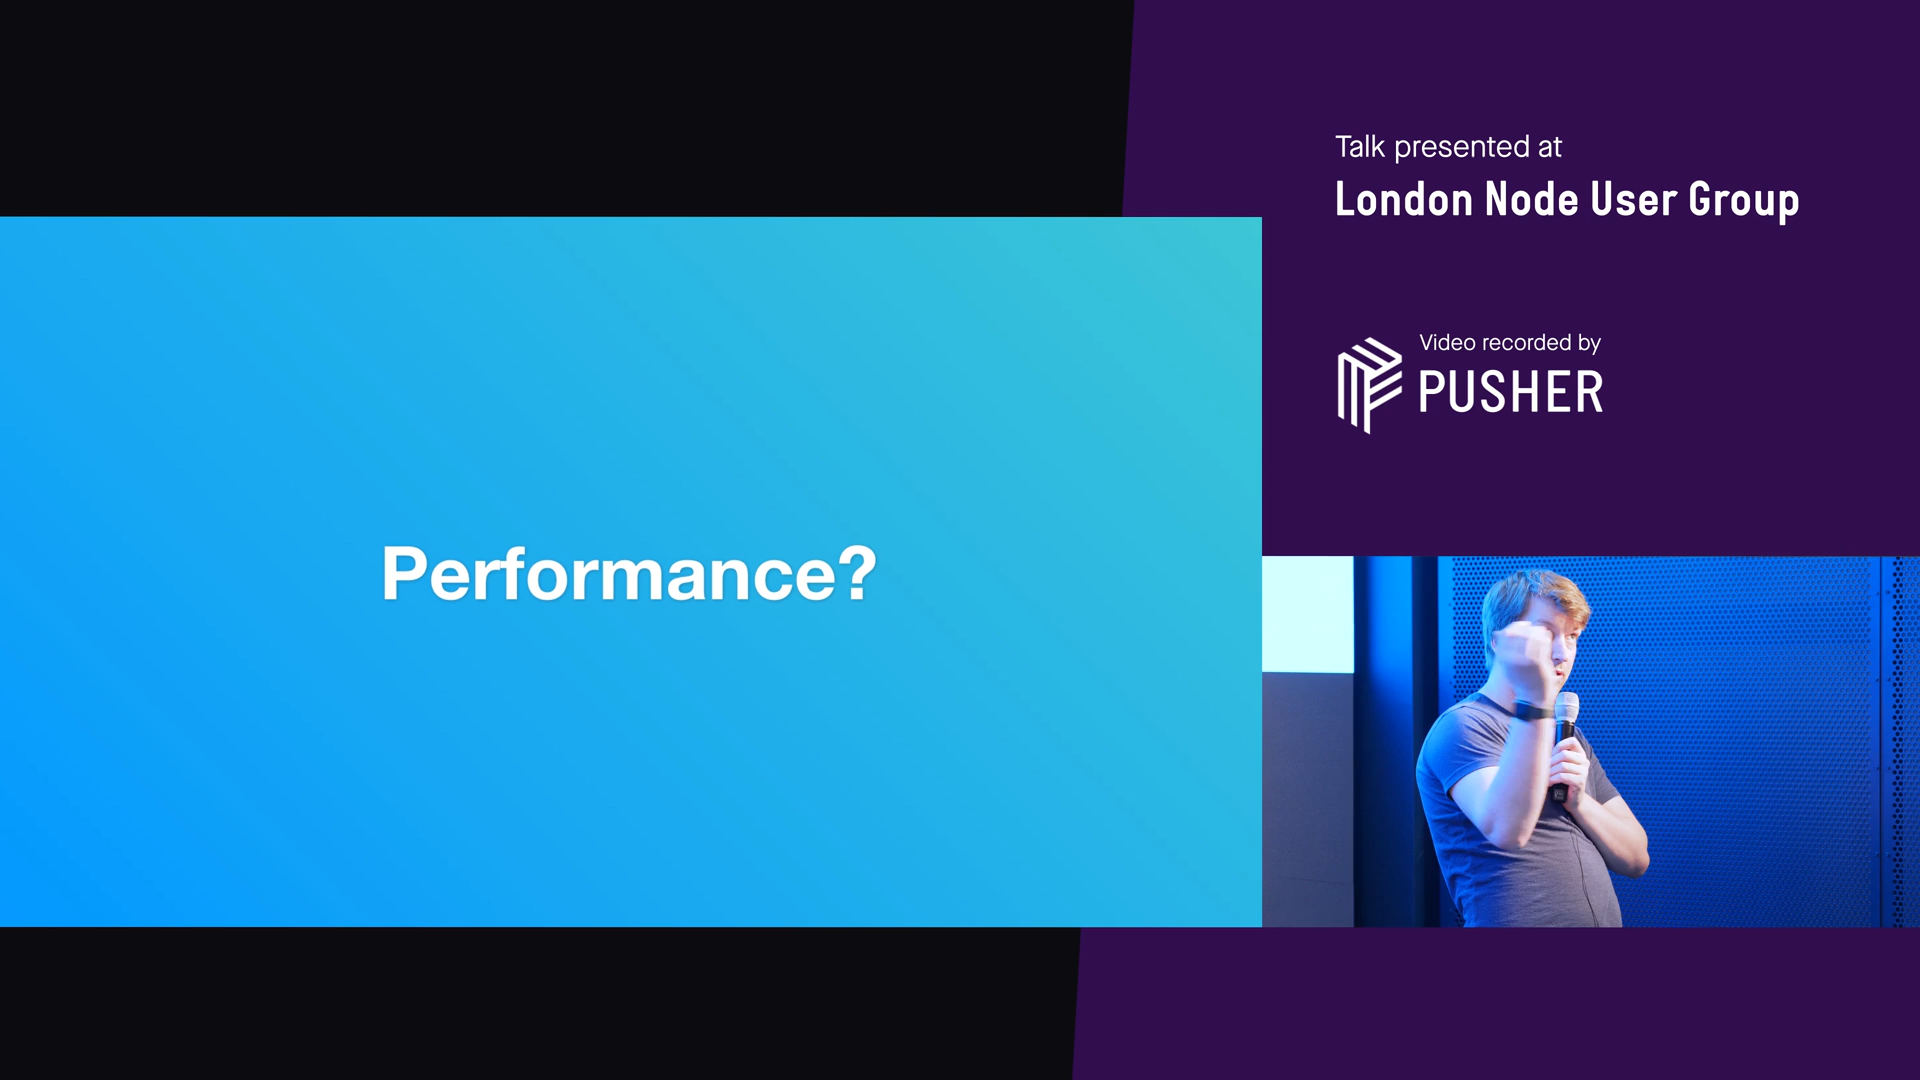 Talk presented at
London Node User Group
Video recorded by
PUSHER
Performance?